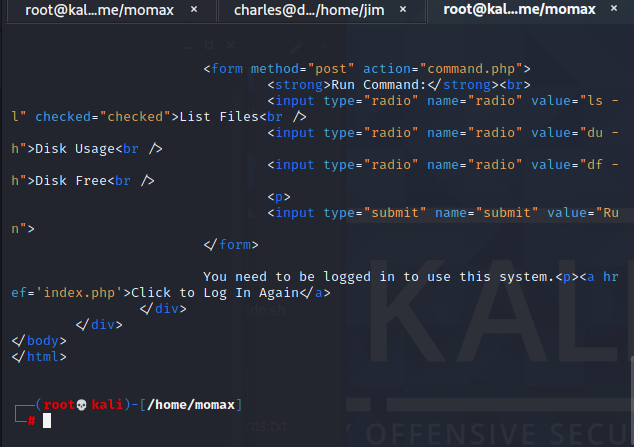 root@kal...me/momax × charles@d.../home/jim × root@kal...me/momax ×
<form method="post" action="command.php">
<strong>Run Command:</strong><br>
<input type="radio" name="radio" value="ls -
l" checked="checked">List Files<br />
<input type="radio" name="radio" value="du -
h">Disk Usage<br />
<input type="radio" name="radio" value="df -
h">Disk Free<br />
<p>
<input type="submit" name="submit" value="Ru
n">
</form>
You need to be logged in to use this system.<p><a hr
ef='index.php'>Click to Log In Again</a>
</div>
</div>
</body>
</html>
KALI
┌──(root💀kali)-[/home/momax]
└─#
OFFENSIVE SECU